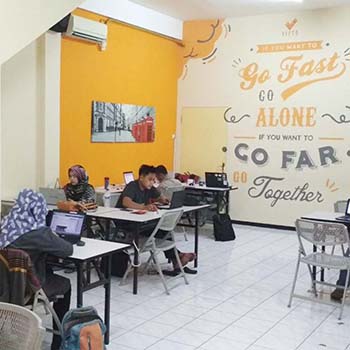 IF YOU WANT TO
Go Fast
GO
ALONE
IF YOU WANT TO
GO FAR
GO
Together